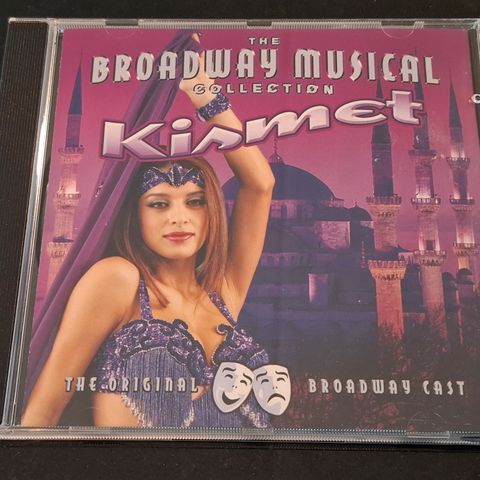 THE
BROADWAY MUSICAL
COLLECTION
Kismet
THE ORIGINAL BROADWAY CAST